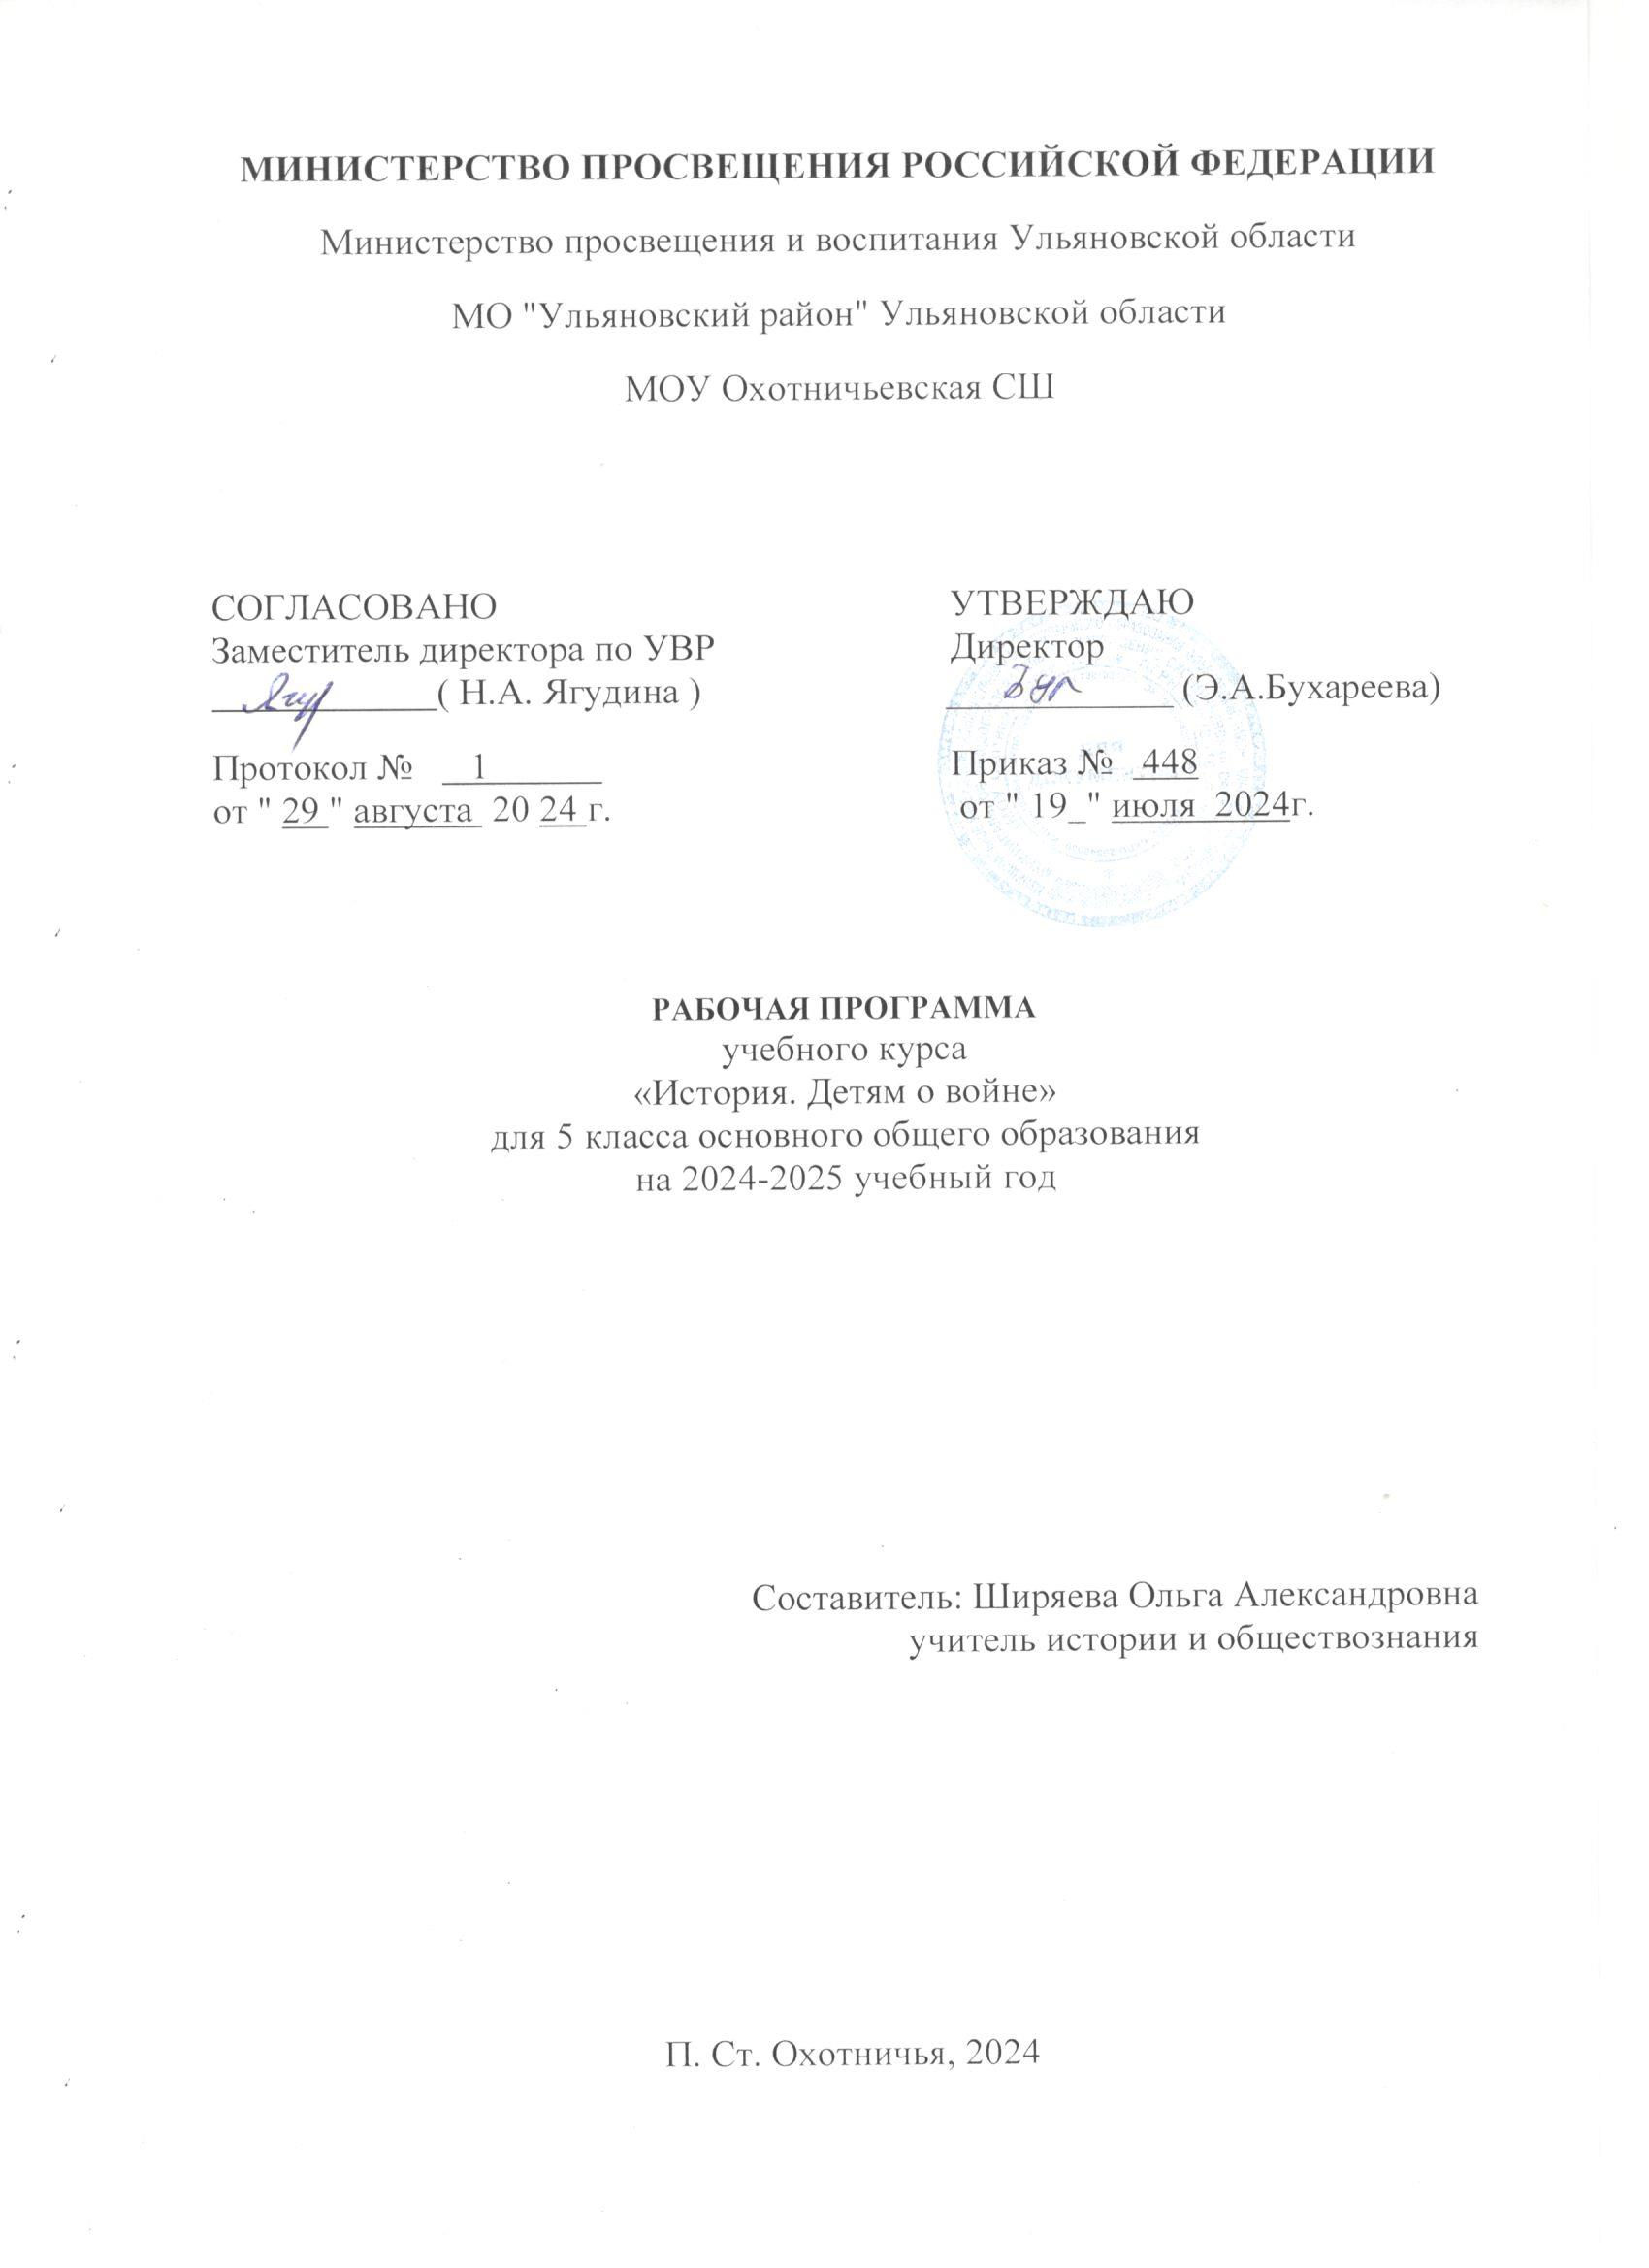 МИНИСТЕРСТВО ПРОСВЕЩЕНИЯ РОССИЙСКОЙ ФЕДЕРАЦИИ
Министерство просвещения и воспитания Ульяновской области
МО "Ульяновский район" Ульяновской области
МОУ Охотничьевская СШ
СОГЛАСОВАНО
Заместитель директора по УВР
( Н.А. Ягудина )
Протокол № 1
от " 29 " августа 20 24 г.
УТВЕРЖДАЮ
Директор
(Э.А.Бухареева)
Приказ № 448
от " 19_" июля 2024г.
РАБОЧАЯ ПРОГРАММА
учебного курса
«История. Детям о войне»
для 5 класса основного общего образования
на 2024-2025 учебный год
Составитель: Ширяева Ольга Александровна
учитель истории и обществознания
П. Ст. Охотничья, 2024